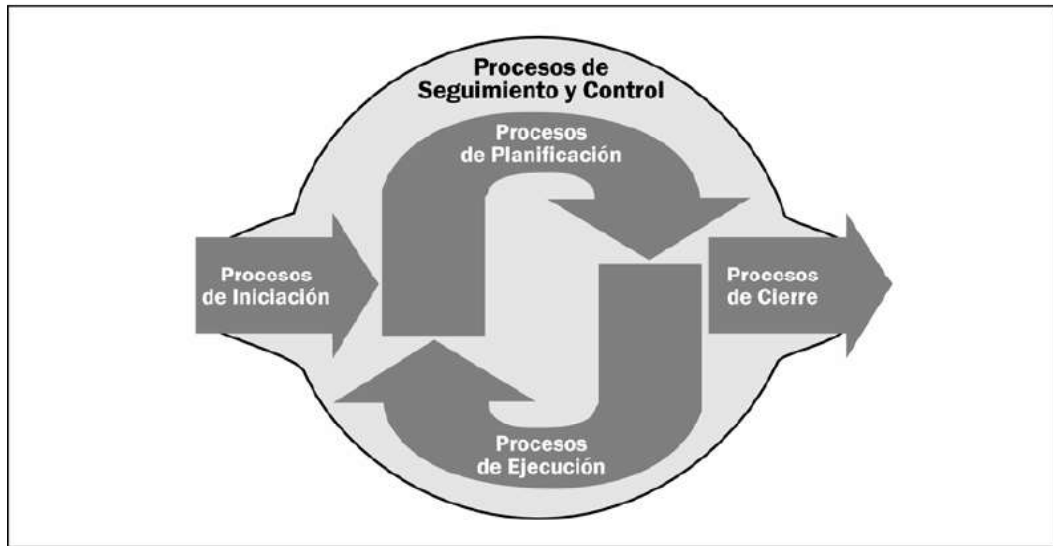 Procesos de
Seguimiento y Control
Procesos
de Planificación
Procesos
de Iniciación
Procesos
de Cierre
Procesos
de Ejecución